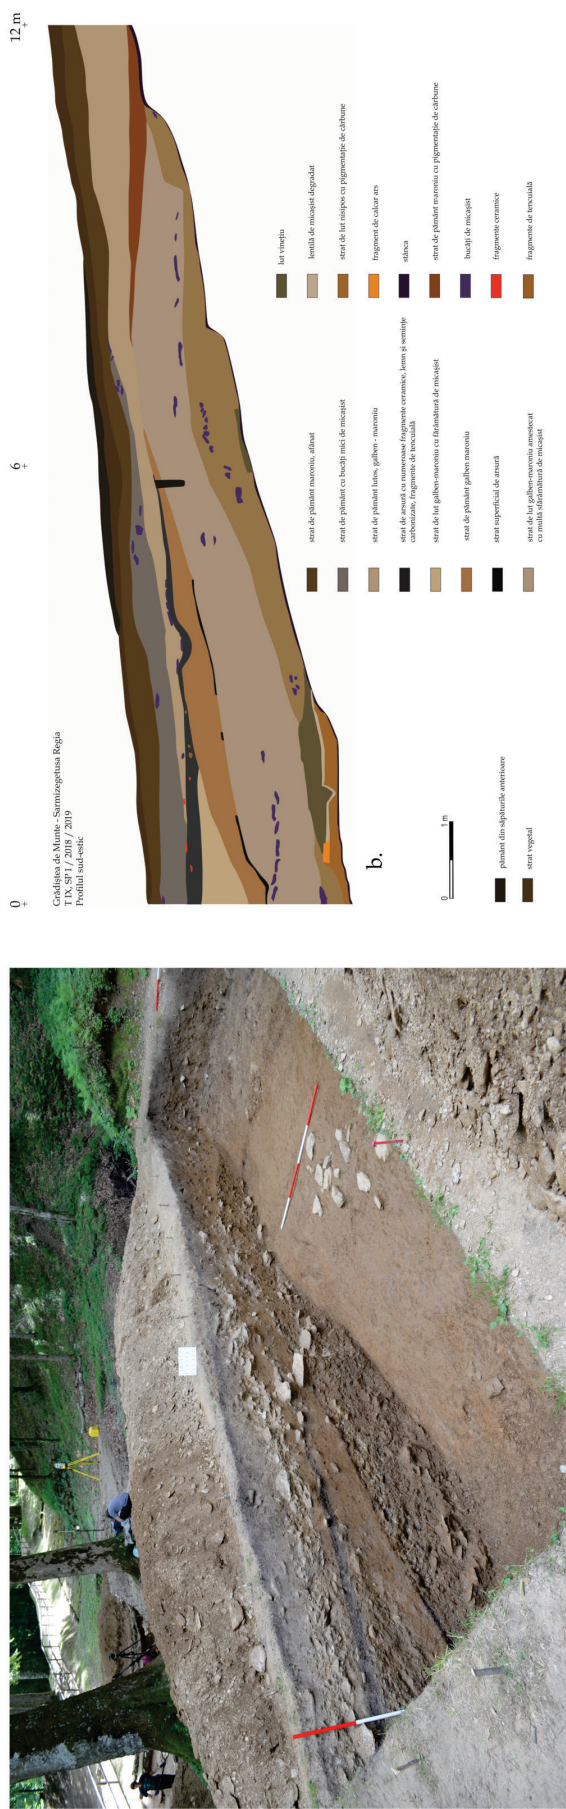 0
6
12 m
Grădiștea de Munte - Sarmizegetusa Regia
T IX, SP I / 2018 / 2019
Profilul sud-estic
b.
0
1 m
pământ din săpăturile anterioare
strat vegetal
strat de pământ maroniu, afânat
strat de pământ cu bucăți mici de micașist
strat de pământ lutos, galben - maroniu
strat de arsură cu numeroase fragmente ceramice, lemn și semințe
carbonizate, fragmente de tencuială
strat de lut galben-maroniu cu fărâmătură de micașist
strat de pământ galben maroniu
strat superficial de arsură
strat de lut galben-maroniu amestecat
cu multă sfărâmătură de micașist
lut vinețiu
lentilă de micașist degradat
strat de lut nisipos cu pigmentație de cărbune
fragment de calcar ars
stânca
strat de pământ maroniu cu pigmentație de cărbune
bucăți de micașist
fragmente ceramice
fragmente de tencuială